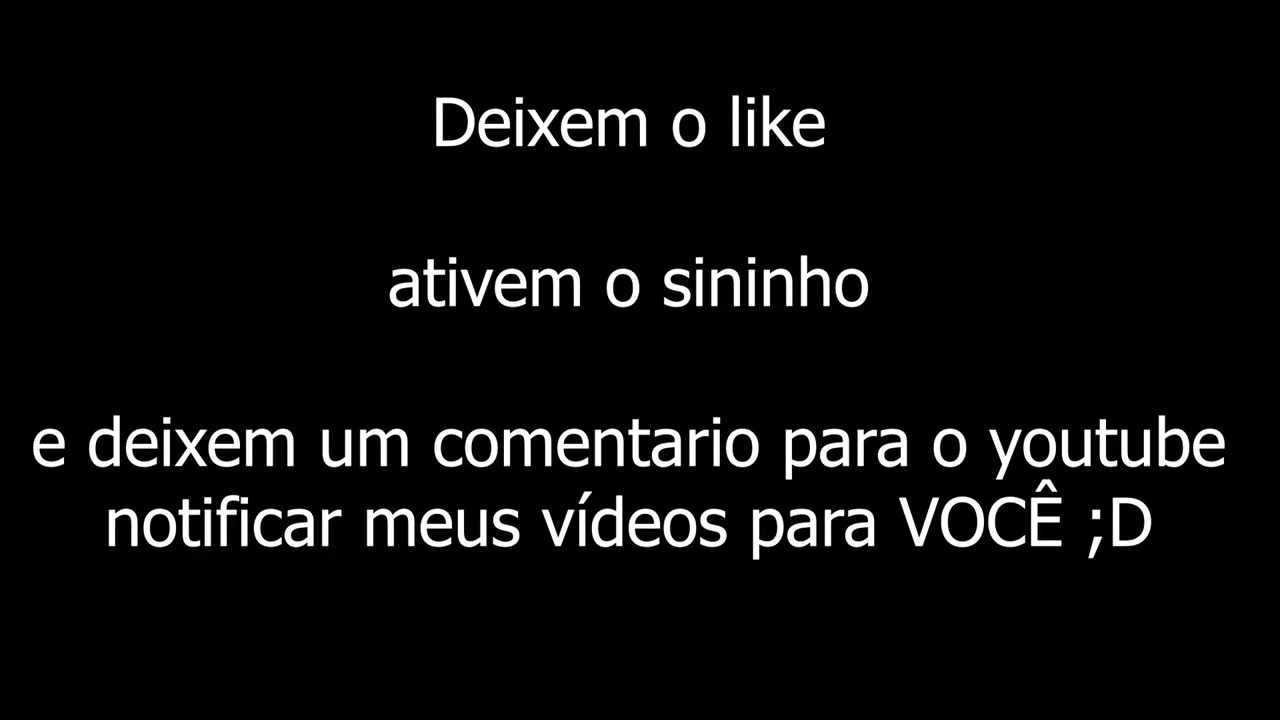 Deixem o like
ativem o sininho
e deixem um comentario para o youtube
notificar meus vídeos para VOCÊ ;D